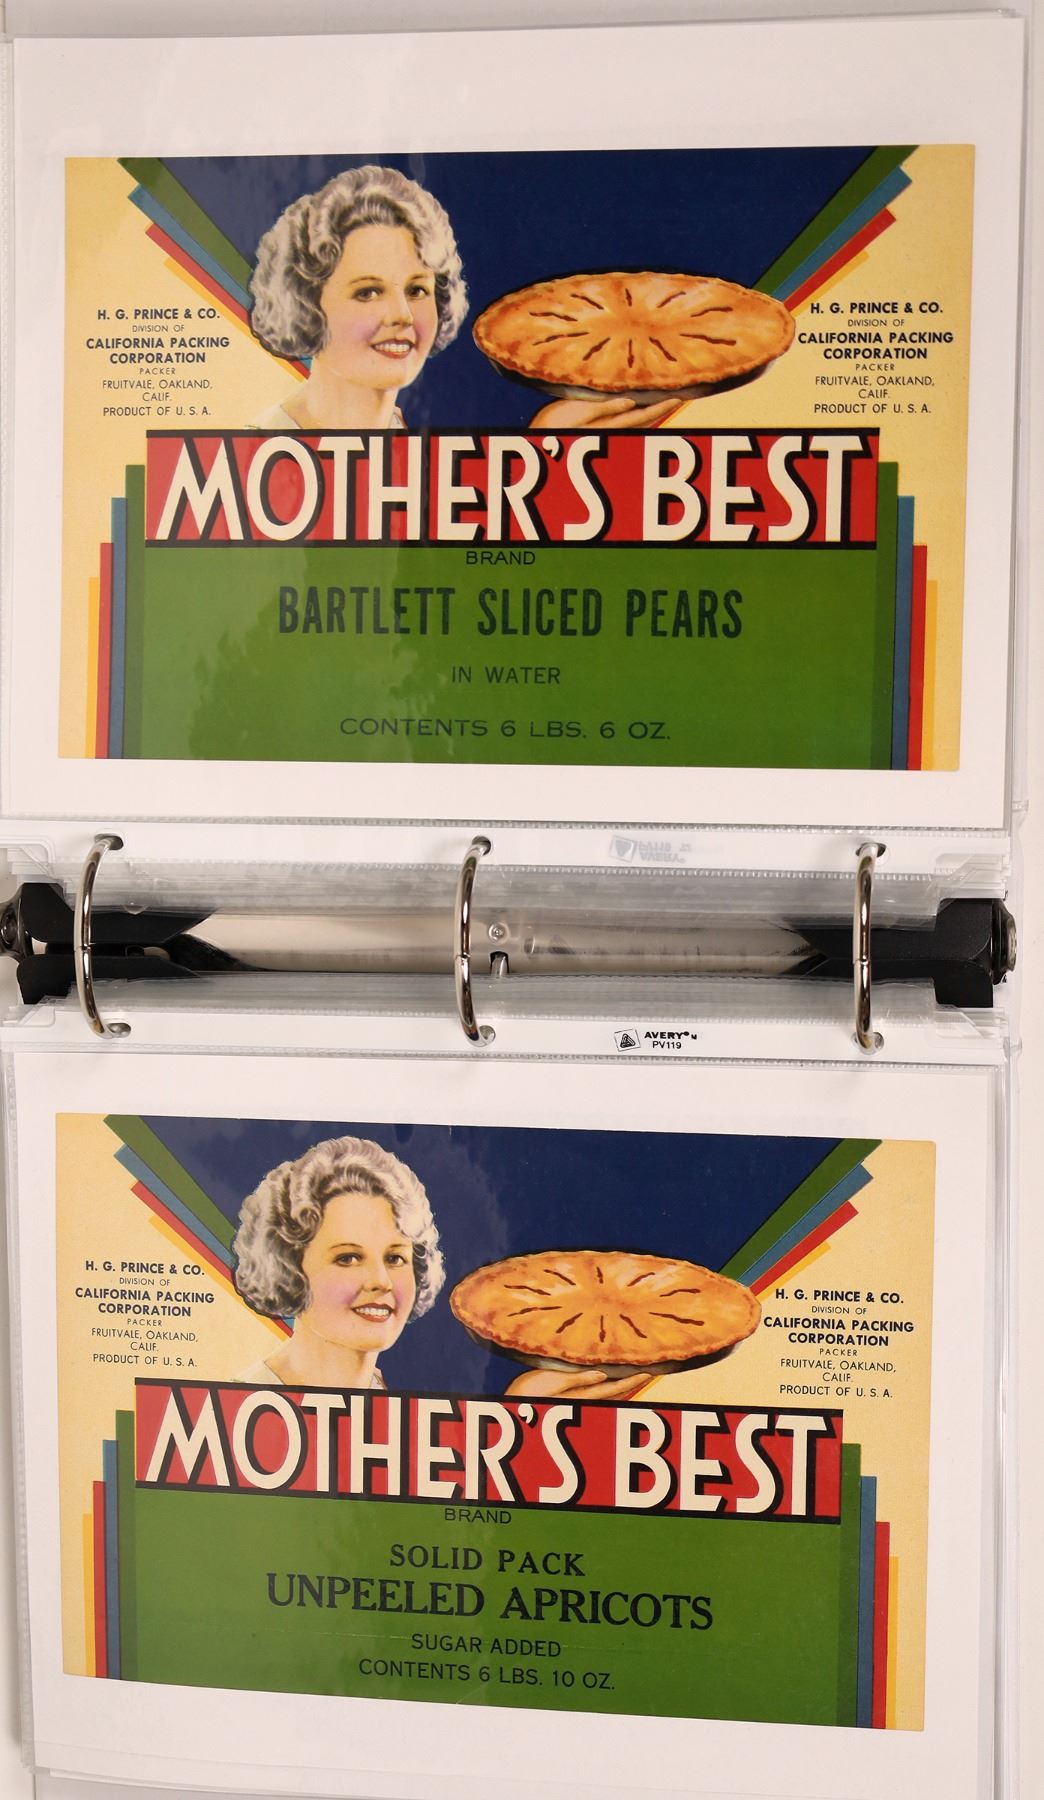 H. G. PRINCE & CO.
DIVISION OF
CALIFORNIA PACKING
CORPORATION
PACKER
FRUITVALE, OAKLAND,
CALIF.
PRODUCT OF U. S. A.
H. G. PRINCE & CO.
DIVISION OF
CALIFORNIA PACKING
CORPORATION
PACKER
FRUITVALE, OAKLAND,
CALIF.
PRODUCT OF U. S. A.
MOTHER'S BEST
BRAND
BARTLETT SLICED PEARS
IN WATER
CONTENTS 6 LBS. 6 OZ.
PV119
AVERY®
AVERY®
PV119
H. G. PRINCE & CO.
DIVISION OF
CALIFORNIA PACKING
CORPORATION
PACKER
FRUITVALE, OAKLAND,
CALIF.
PRODUCT OF U. S. A.
H. G. PRINCE & CO.
DIVISION OF
CALIFORNIA PACKING
CORPORATION
PACKER
FRUITVALE, OAKLAND,
CALIF.
PRODUCT OF U. S. A.
MOTHER'S BEST
BRAND
SOLID PACK
UNPEELED APRICOTS
SUGAR ADDED
CONTENTS 6 LBS. 10 OZ.